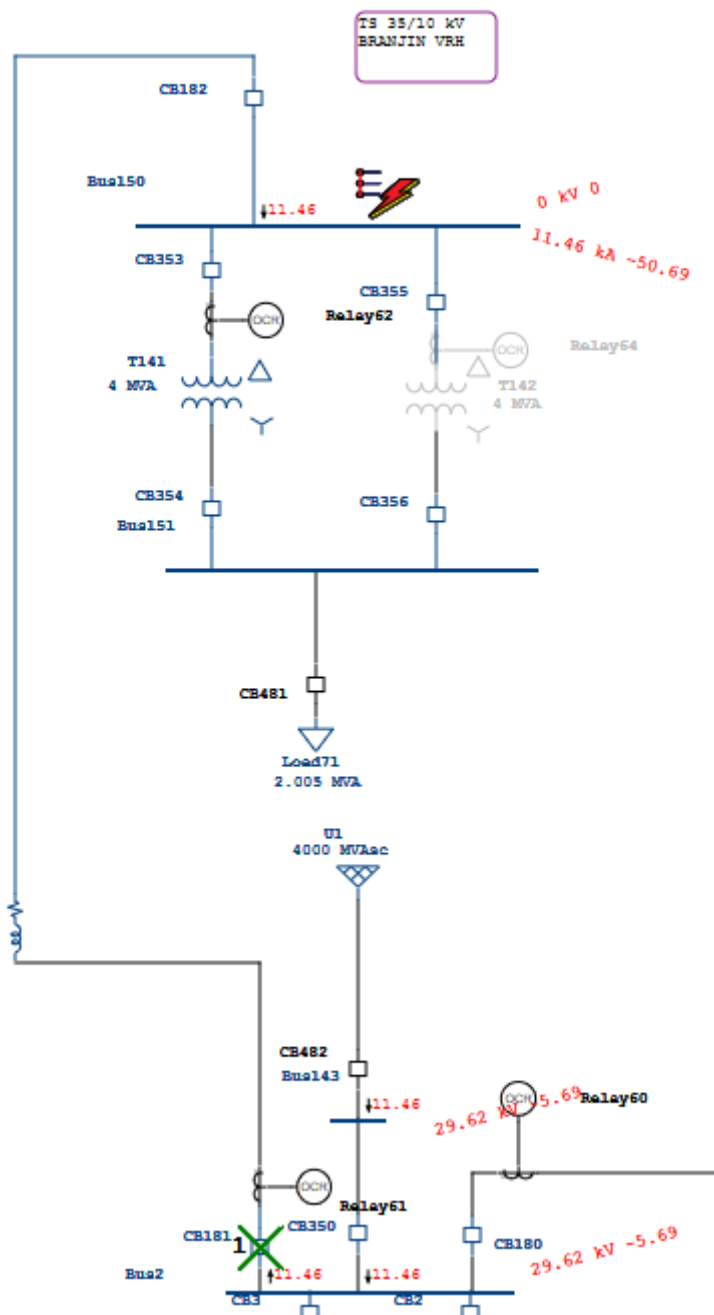 TS 35/10 kV
BRANJIN VRH
CB182
Bus150
11.46
0 kV 0
11.46 kA -50.69
CB353
CB355
OCR
Relay62
OCR
Relay64
T141
4 MVA
T142
4 MVA
CB354
CB356
Bus151
CB481
Load71
2.005 MVA
U1
4000 MVAsc
CB482
Bus143
11.46
29.62 kV -5.69
OCR
Relay60
OCR
Relay61
CB181
1
CB350
CB180
29.62 kV -5.69
Bus2
11.46
11.46
CB3
CB2